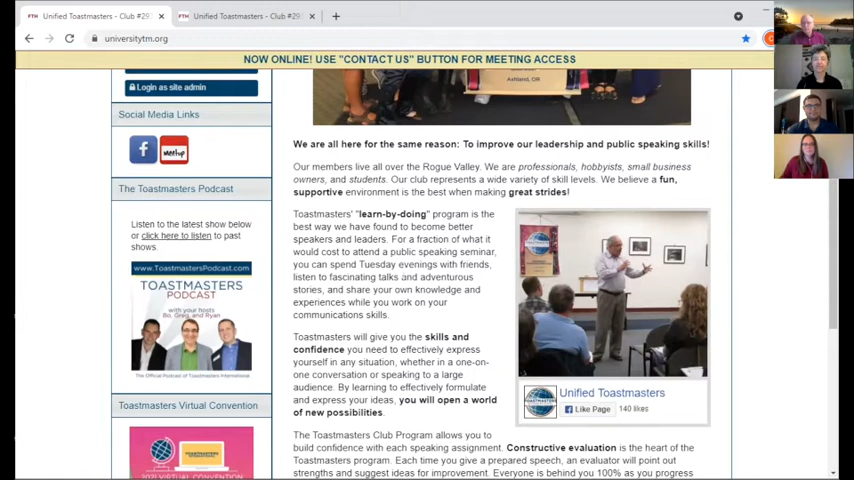 Unified Toastmasters - Club #29
Unified Toastmasters - Club #29
universitytm.org
NOW ONLINE! USE "CONTACT US" BUTTON FOR MEETING ACCESS
Login as site admin
Social Media Links
meetup
The Toastmasters Podcast
Listen to the latest show below
or click here to listen to past
shows.
www.ToastmastersPodcast.com
TOASTMASTERS
PODCAST
with your hosts
Bo, Greg, and Ryan
The Official Podcast of Toastmasters International
Toastmasters Virtual Convention
2021 VIRTUAL CONVENTION
Ashland, OR
We are all here for the same reason: To improve our leadership and public speaking skills!
Our members live all over the Rogue Valley. We are professionals, hobbyists, small business
owners, and students. Our club represents a wide variety of skill levels. We believe a fun,
supportive environment is the best when making great strides!
Toastmasters' "learn-by-doing" program is the
best way we have found to become better
speakers and leaders. For a fraction of what it
would cost to attend a public speaking seminar,
you can spend Tuesday evenings with friends,
listen to fascinating talks and adventurous
stories, and share your own knowledge and
experiences while you work on your
communications skills.
Toastmasters will give you the skills and
confidence you need to effectively express
yourself in any situation, whether in a one-on-
one conversation or speaking to a large
audience. By learning to effectively formulate
and express your ideas, you will open a world
of new possibilities.
Unified Toastmasters
Like Page
140 likes
The Toastmasters Club Program allows you to
build confidence with each speaking assignment. Constructive evaluation is the heart of the
Toastmasters program. Each time you give a prepared speech, an evaluator will point out
strengths and suggest ideas for improvement. Everyone is behind you 100% as you progress